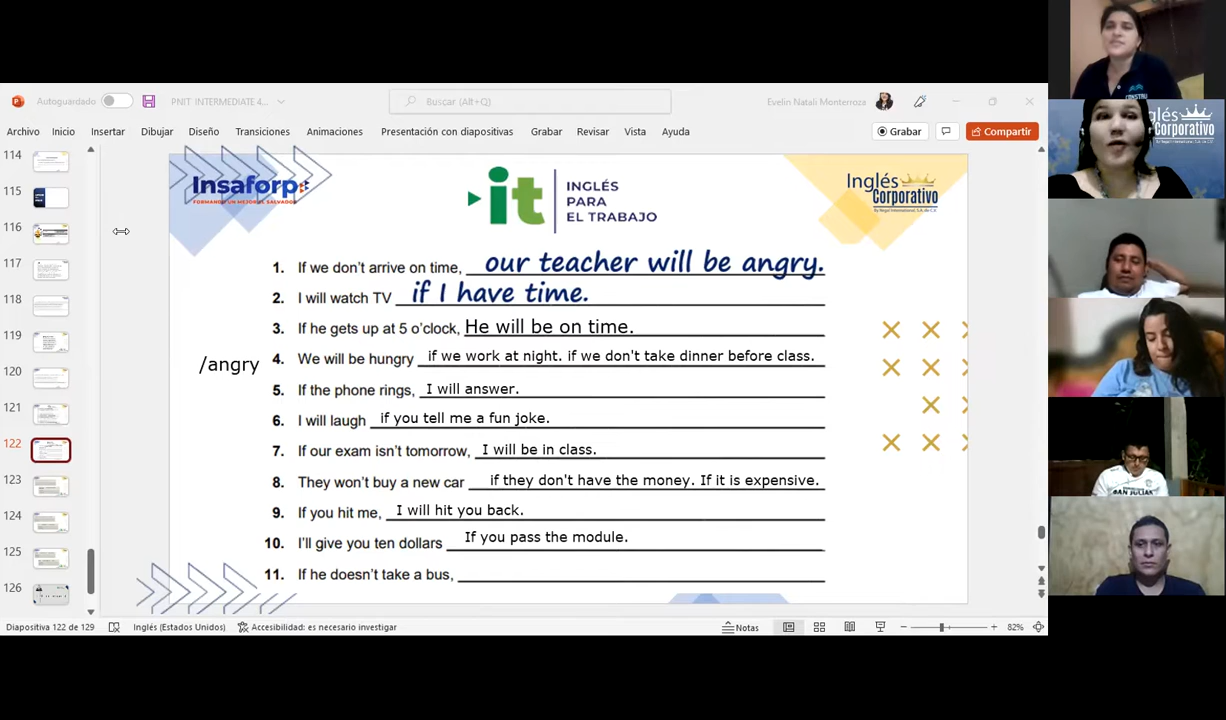 Autoguardado
PNIT INTERMEDIATE 4...
Buscar (Alt+Q)
Evelin Natali Monterroza
Archivo Inicio Insertar Dibujar Diseño Transiciones Animaciones Presentación con diapositivas Grabar Revisar Vista Ayuda
Grabar
Compartir
114
115
116
117
118
119
120
121
122
123
124
125
126
Insaforp
FORMANDO UN MEJOR EL SALVADOR
it INGLÉS
PARA
EL TRABAJO
Inglés
Corporativo
1. If we don't arrive on time, our teacher will be angry.
2. I will watch TV if I have time.
3. If he gets up at 5 o'clock, He will be on time.
/angry
4. We will be hungry if we work at night. if we don't take dinner before class.
5. If the phone rings, I will answer.
6. I will laugh if you tell me a fun joke.
7. If our exam isn't tomorrow, I will be in class.
8. They won't buy a new car if they don't have the money. If it is expensive.
9. If you hit me, I will hit you back.
10. I'll give you ten dollars If you pass the module.
11. If he doesn't take a bus,
Diapositiva 122 de 129
Inglés (Estados Unidos)
Accesibilidad: es necesario investigar
Notas
82%
CONSTRU
nglés
Corporativo
SAN JULIAN